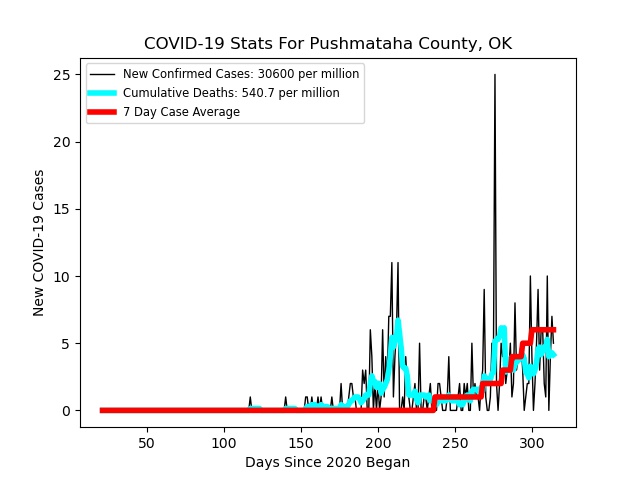 COVID-19 Stats For Pushmataha County, OK
New Confirmed Cases: 30600 per million
Cumulative Deaths: 540.7 per million
7 Day Case Average
New COVID-19 Cases
25
20
15
10
5
0
50 100 150 200 250 300
Days Since 2020 Began